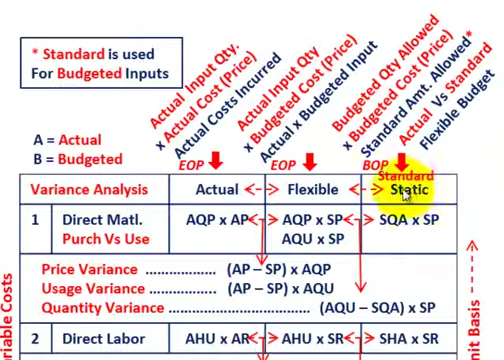 * Standard is used
For Budgeted Inputs
A = Actual
B = Budgeted
Actual Input Qty.
x Actual Cost (Price)
Actual Costs Incurred
Actual Input Qty
x Budgeted Cost (Price)
Actual x Budgeted Input
Budgeted Qty Allowed
x Budgeted Cost (Price)
Standard Amt. Allowed*
Actual Vs Standard
Flexible Budget
EOP EOP BOP
Standard
Variance Analysis Actual Flexible Static
1 Direct Matl. AQP x AP AQP x SP SQA x SP
Purch Vs Use AQU x SP
Price Variance .................. (AP – SP) x AQP
Usage Variance ................. (AP – SP) x AQU
Quantity Variance ..................................... (AQU – SQA) x SP
2 Direct Labor AHU x AR AHU x SR SHA x SR
riable Costs
nit Basis